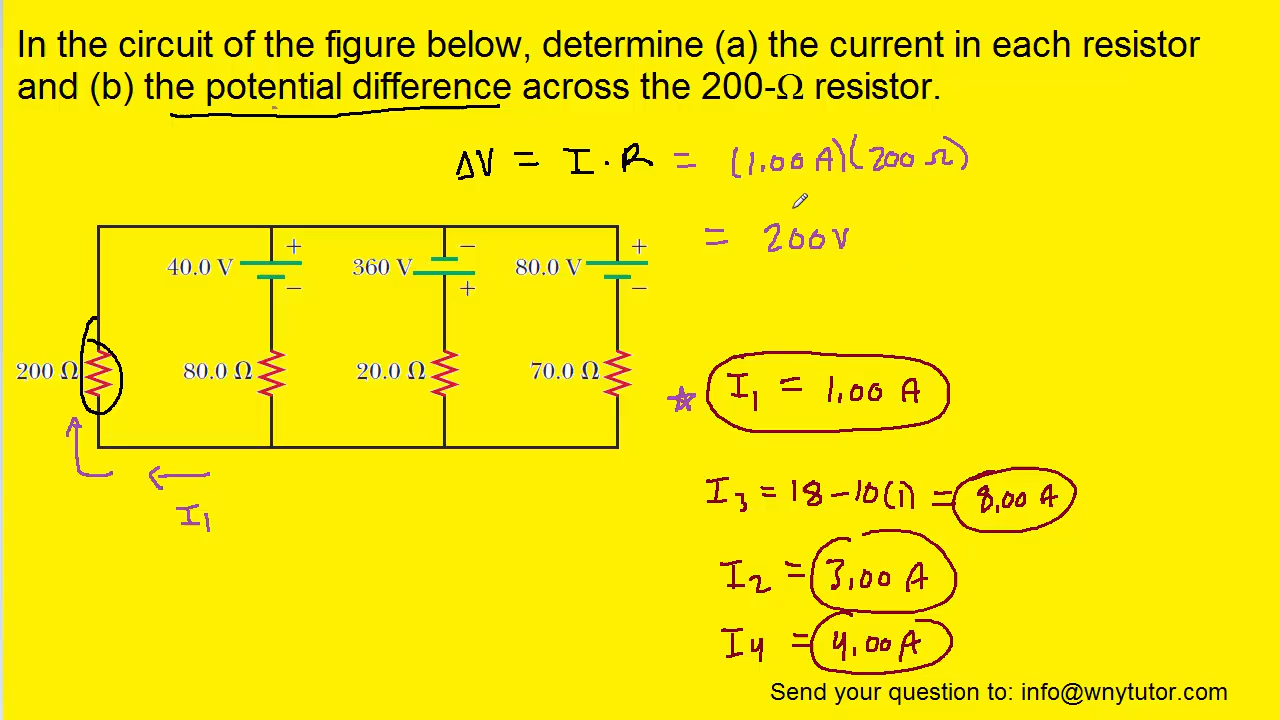 In the circuit of the figure below, determine (a) the current in each resistor
and (b) the potential difference across the 200-Ω resistor.
ΔV = I · R = (1.00 A)(200 Ω)
= 200V
+ − +
40.0 V 360 V 80.0 V
− + −
200 Ω 80.0 Ω 20.0 Ω 70.0 Ω
I₁ = 1.00 A
I₃ = 18 − 10(1) = 8.00 A
I₁
I₂ = 3.00 A
I₄ = 4.00 A
Send your question to: info@wnytutor.com